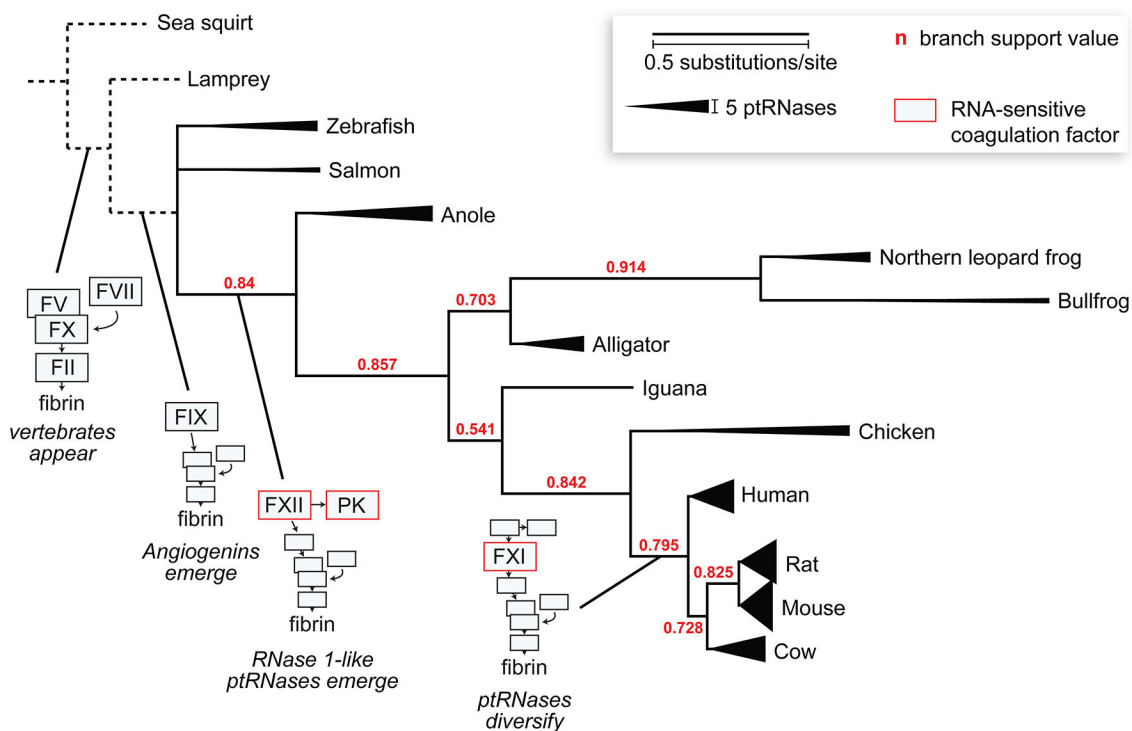 Sea squirt
Lamprey
Zebrafish
Salmon
Anole
Northern leopard frog
Bullfrog
Alligator
Iguana
Chicken
Human
Rat
Mouse
Cow
0.84
0.857
0.703
0.914
0.541
0.842
0.795
0.825
0.728
0.5 substitutions/site
5 ptRNases
n branch support value
RNA-sensitive
coagulation factor
FV
FVII
FX
FII
fibrin
vertebrates
appear
FIX
fibrin
Angiogenins
emerge
FXII
PK
fibrin
RNase 1-like
ptRNases emerge
FXI
fibrin
ptRNases
diversify